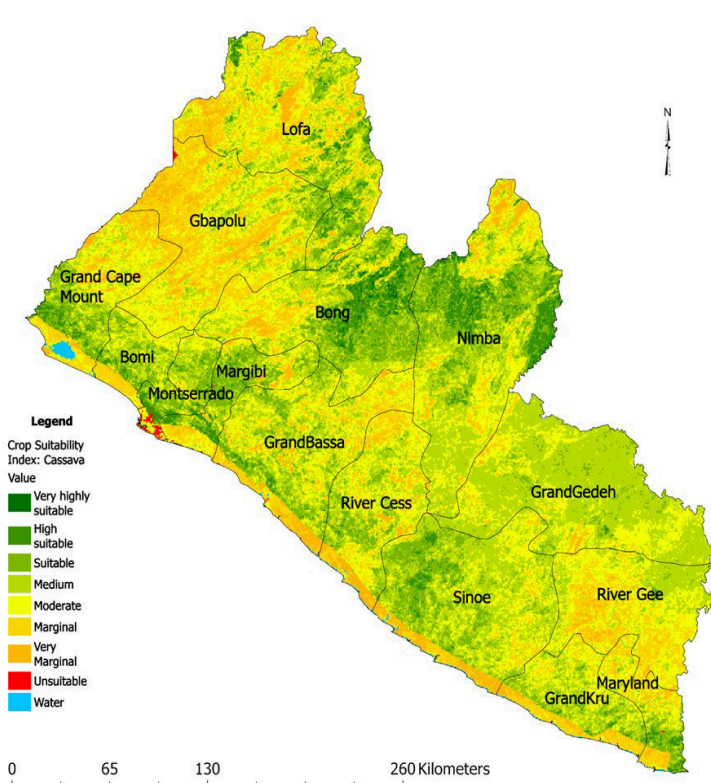 N
Lofa
Gbapolu
Grand Cape
Mount
Bong
Nimba
Bomi
Margibi
Montserrado
GrandBassa
River Cess
GrandGedeh
Sinoe
River Gee
Maryland
GrandKru
Legend
Crop Suitability
Index: Cassava
Value
Very highly
suitable
High
suitable
Suitable
Medium
Moderate
Marginal
Very
Marginal
Unsuitable
Water
0 65 130 260 Kilometers